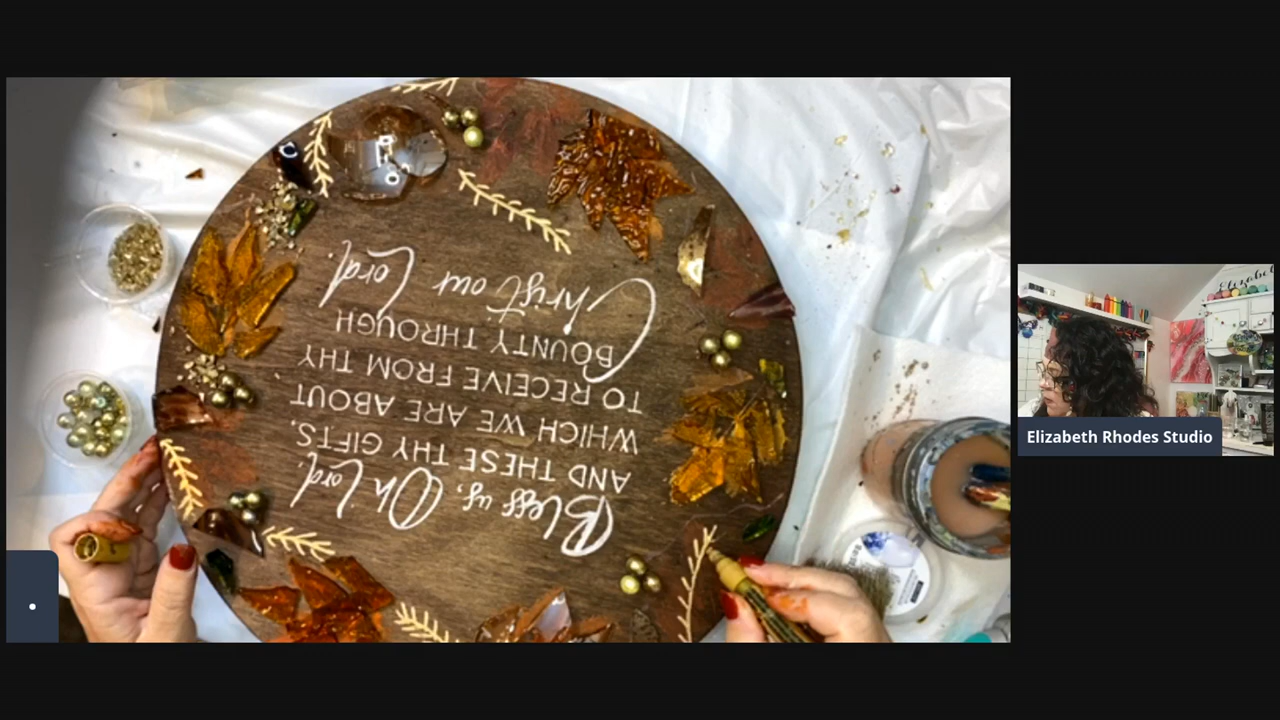 Bless us, Oh Lord,
AND THESE THY GIFTS,
WHICH WE ARE ABOUT
TO RECEIVE FROM THY
BOUNTY THROUGH
Christ our Lord
Elizabeth Rhodes Studio
Elizabeth